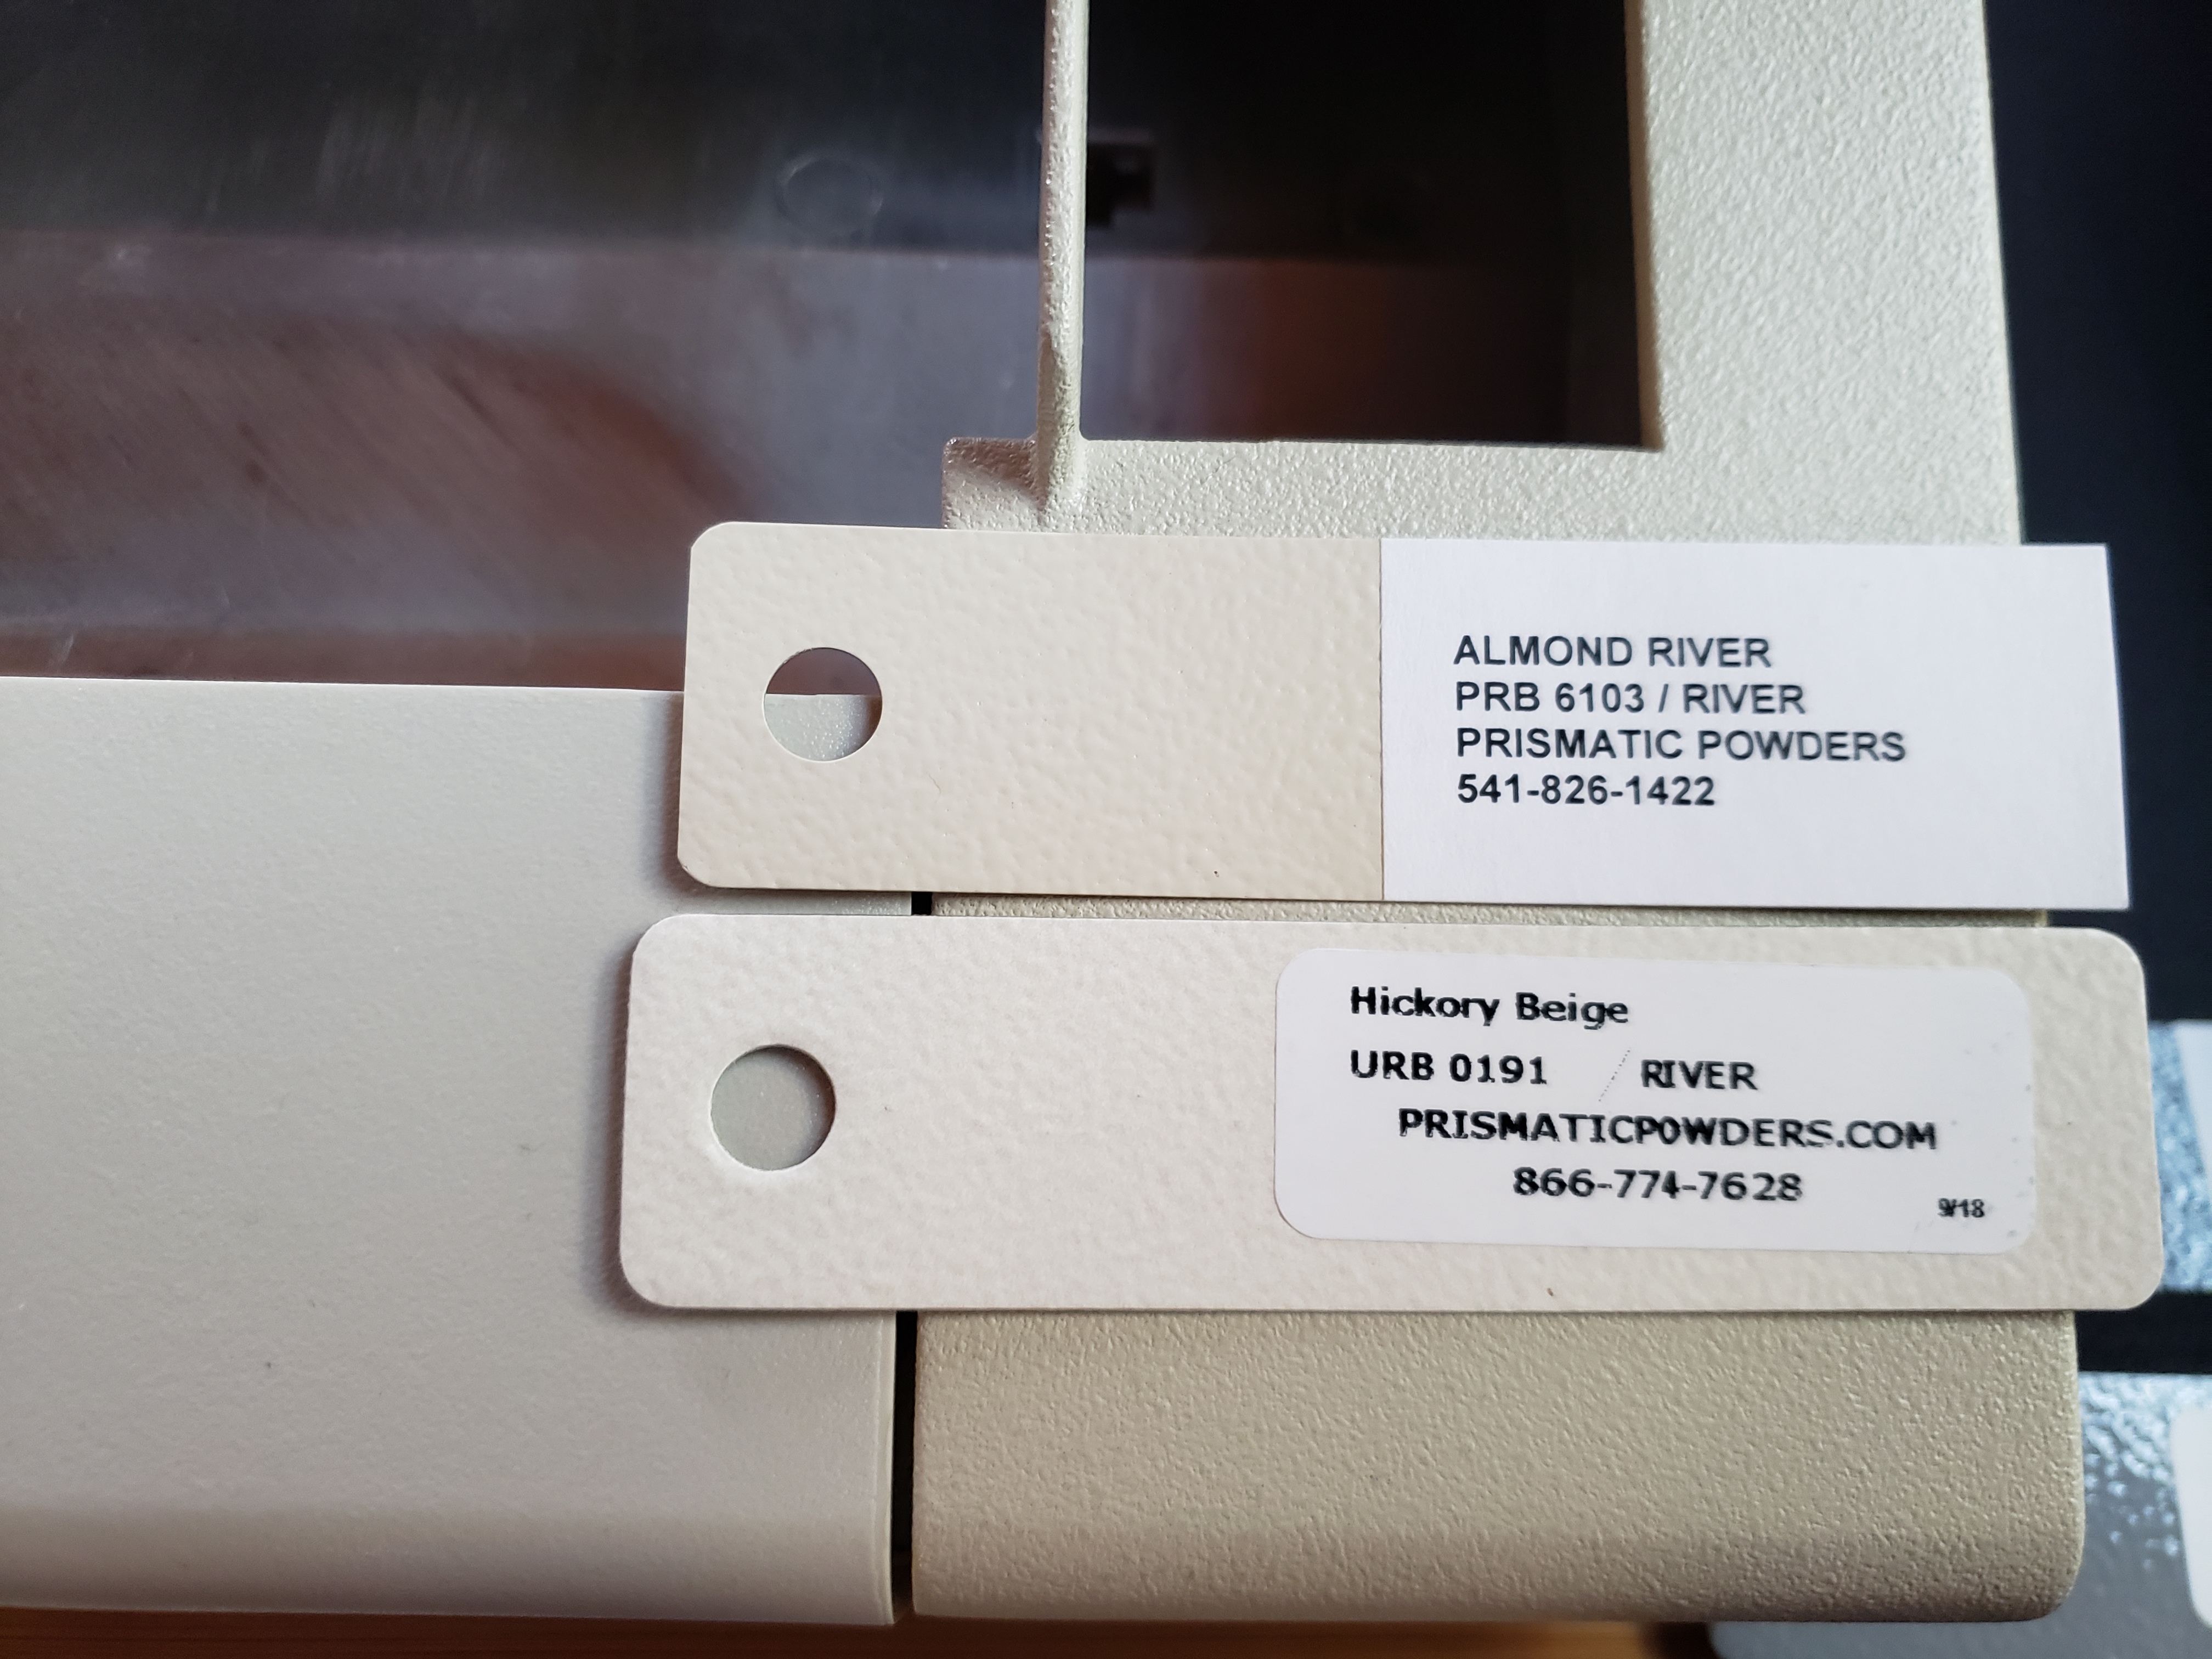 ALMOND RIVER
PRB 6103 / RIVER
PRISMATIC POWDERS
541-826-1422
Hickory Beige
URB 0191 / RIVER
PRISMATICPOWDERS.COM
866-774-7628
9/18